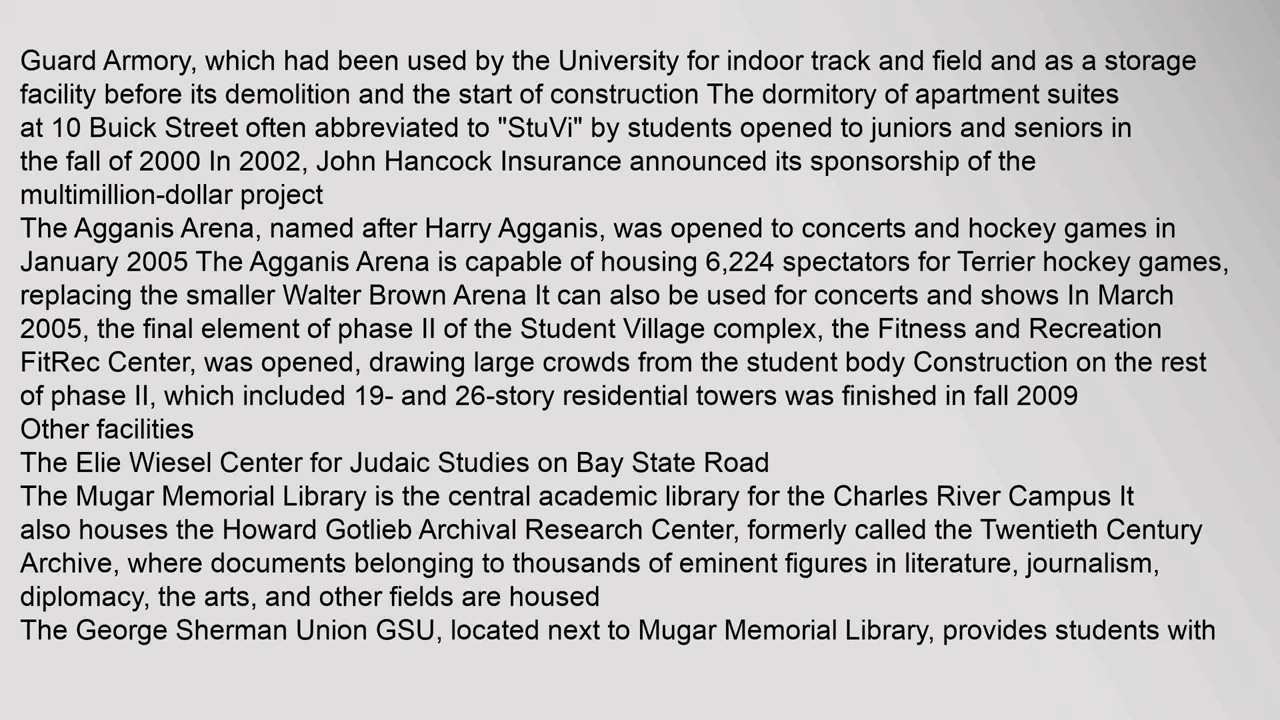 Guard Armory, which had been used by the University for indoor track and field and as a storage
facility before its demolition and the start of construction The dormitory of apartment suites
at 10 Buick Street often abbreviated to "StuVi" by students opened to juniors and seniors in
the fall of 2000 In 2002, John Hancock Insurance announced its sponsorship of the
multimillion-dollar project
The Agganis Arena, named after Harry Agganis, was opened to concerts and hockey games in
January 2005 The Agganis Arena is capable of housing 6,224 spectators for Terrier hockey games,
replacing the smaller Walter Brown Arena It can also be used for concerts and shows In March
2005, the final element of phase II of the Student Village complex, the Fitness and Recreation
FitRec Center, was opened, drawing large crowds from the student body Construction on the rest
of phase II, which included 19- and 26-story residential towers was finished in fall 2009
Other facilities
The Elie Wiesel Center for Judaic Studies on Bay State Road
The Mugar Memorial Library is the central academic library for the Charles River Campus It
also houses the Howard Gotlieb Archival Research Center, formerly called the Twentieth Century
Archive, where documents belonging to thousands of eminent figures in literature, journalism,
diplomacy, the arts, and other fields are housed
The George Sherman Union GSU, located next to Mugar Memorial Library, provides students with